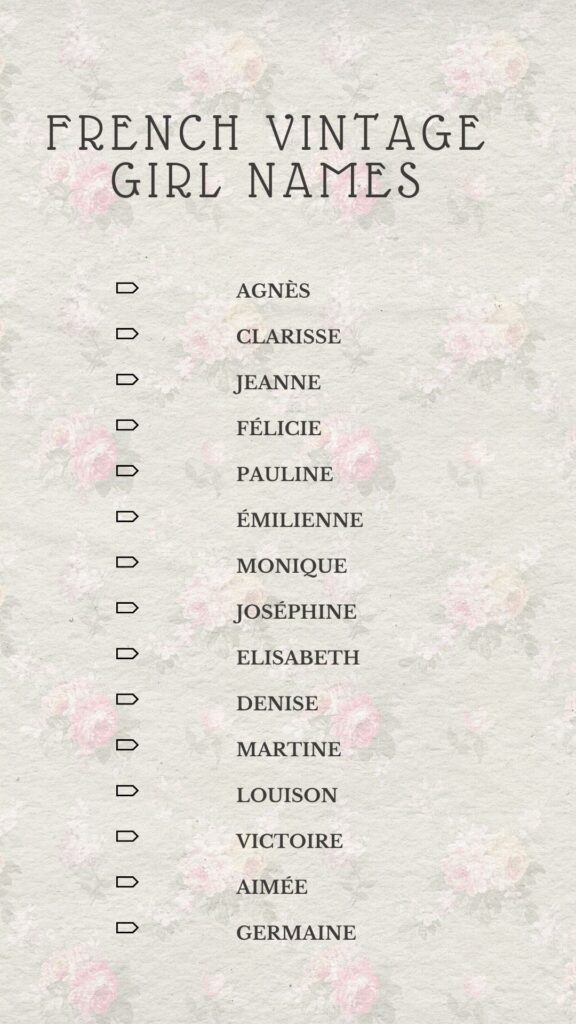 FRENCH VINTAGE
GIRL NAMES
AGNÈS
CLARISSE
JEANNE
FÉLICIE
PAULINE
ÉMILIENNE
MONIQUE
JOSÉPHINE
ELISABETH
DENISE
MARTINE
LOUISON
VICTOIRE
AIMÉE
GERMAINE